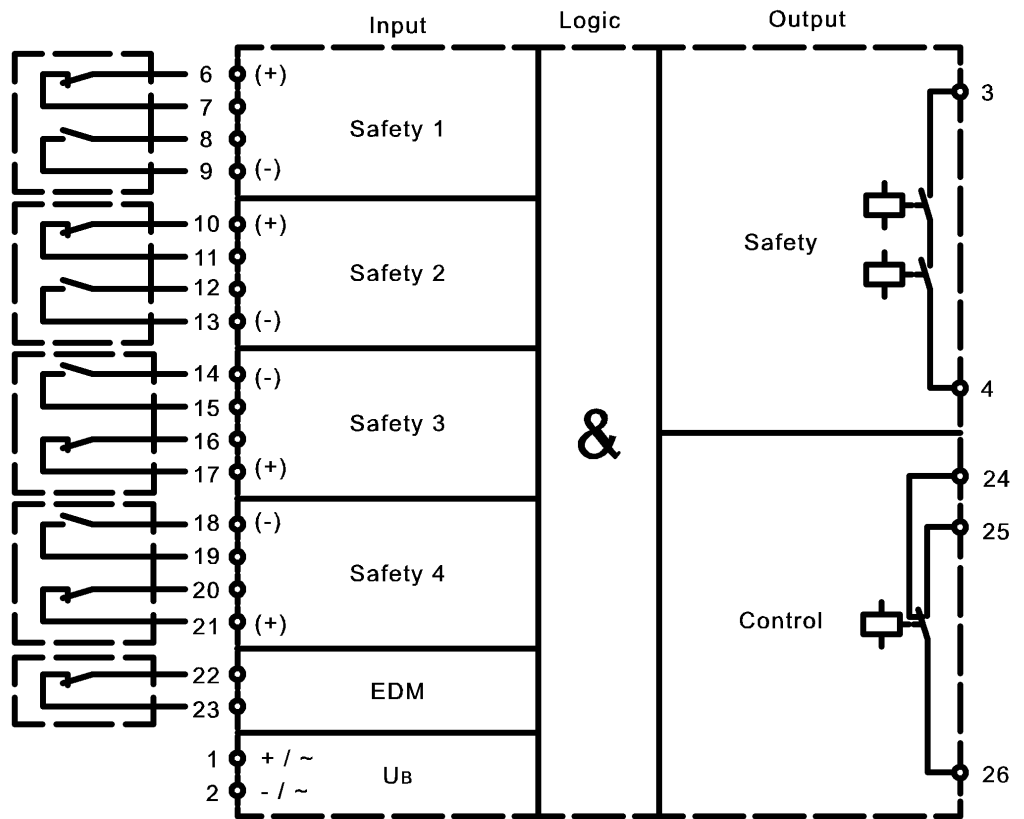 Input
Logic
Output
6 (+)
7
8
9 (-)
Safety 1
10 (+)
11
12
13 (-)
Safety 2
14 (-)
15
16
17 (+)
Safety 3
18 (-)
19
20
21 (+)
Safety 4
22
23
EDM
1 + / ~
2 - / ~
UB
&
3
Safety
4
24
25
Control
26